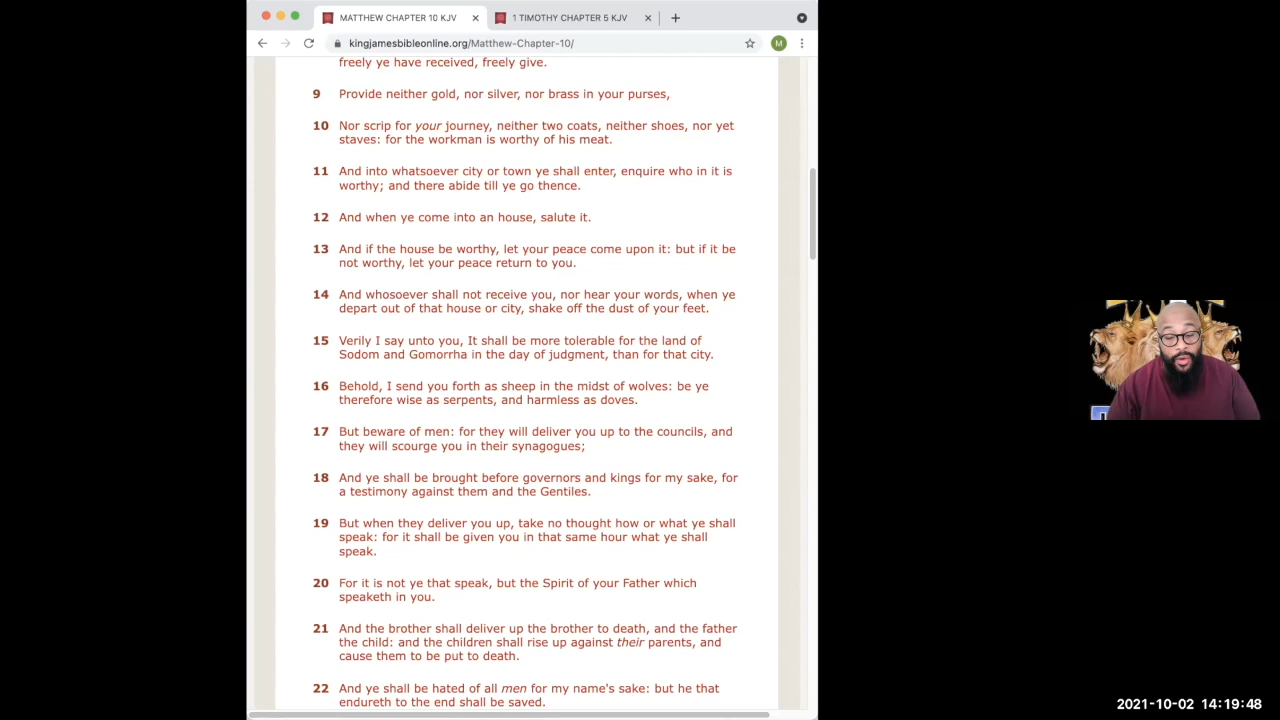 MATTHEW CHAPTER 10 KJV
1 TIMOTHY CHAPTER 5 KJV
kingjamesbibleonline.org/Matthew-Chapter-10/
M
freely ye have received, freely give.
9 Provide neither gold, nor silver, nor brass in your purses,
10 Nor scrip for your journey, neither two coats, neither shoes, nor yet
staves: for the workman is worthy of his meat.
11 And into whatsoever city or town ye shall enter, enquire who in it is
worthy; and there abide till ye go thence.
12 And when ye come into an house, salute it.
13 And if the house be worthy, let your peace come upon it: but if it be
not worthy, let your peace return to you.
14 And whosoever shall not receive you, nor hear your words, when ye
depart out of that house or city, shake off the dust of your feet.
15 Verily I say unto you, It shall be more tolerable for the land of
Sodom and Gomorrha in the day of judgment, than for that city.
16 Behold, I send you forth as sheep in the midst of wolves: be ye
therefore wise as serpents, and harmless as doves.
17 But beware of men: for they will deliver you up to the councils, and
they will scourge you in their synagogues;
18 And ye shall be brought before governors and kings for my sake, for
a testimony against them and the Gentiles.
19 But when they deliver you up, take no thought how or what ye shall
speak: for it shall be given you in that same hour what ye shall
speak.
20 For it is not ye that speak, but the Spirit of your Father which
speaketh in you.
21 And the brother shall deliver up the brother to death, and the father
the child: and the children shall rise up against their parents, and
cause them to be put to death.
22 And ye shall be hated of all men for my name's sake: but he that
endureth to the end shall be saved.
2021-10-02 14:19:48